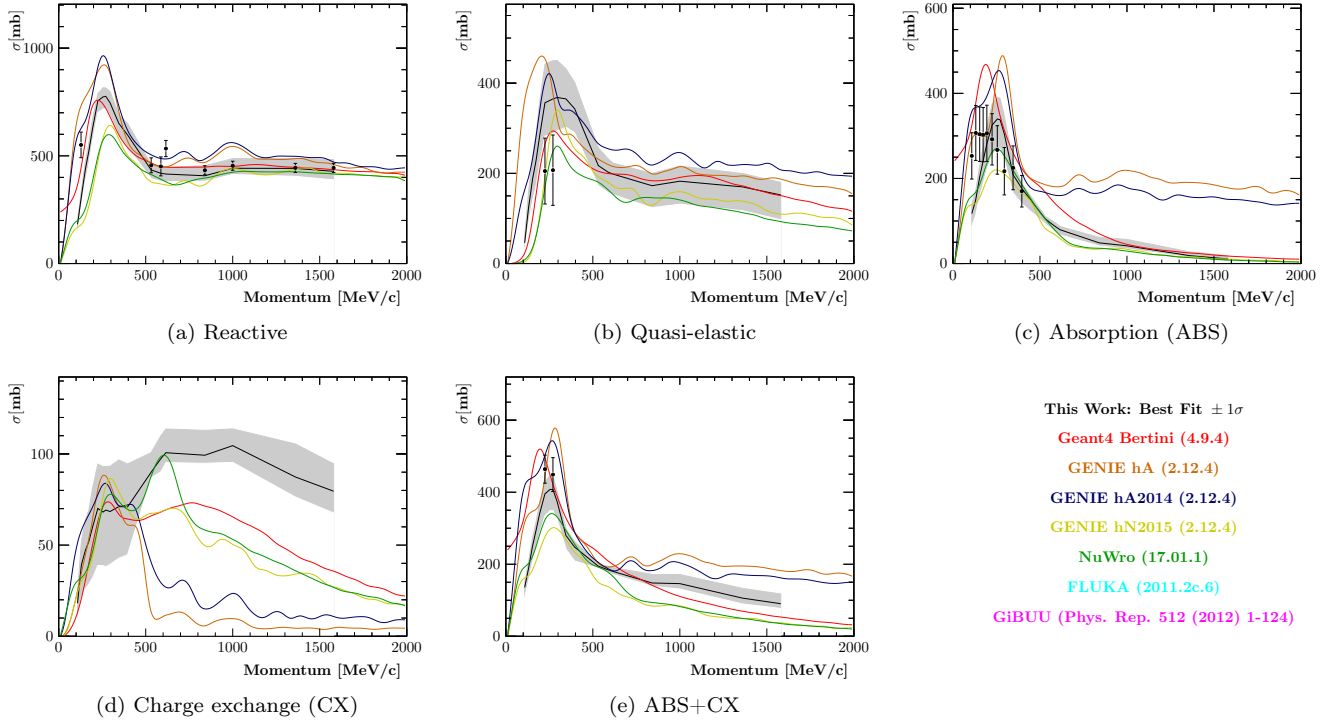 σ[mb]
1000
500
0
0 500 1000 1500 2000
Momentum [MeV/c]
(a) Reactive
σ[mb]
400
200
0
0 500 1000 1500 2000
Momentum [MeV/c]
(b) Quasi-elastic
σ[mb]
600
400
200
0
0 500 1000 1500 2000
Momentum [MeV/c]
(c) Absorption (ABS)
σ[mb]
100
50
0
0 500 1000 1500 2000
Momentum [MeV/c]
(d) Charge exchange (CX)
σ[mb]
600
400
200
0
0 500 1000 1500 2000
Momentum [MeV/c]
(e) ABS+CX
This Work: Best Fit ± 1σ
Geant4 Bertini (4.9.4)
GENIE hA (2.12.4)
GENIE hA2014 (2.12.4)
GENIE hN2015 (2.12.4)
NuWro (17.01.1)
FLUKA (2011.2c.6)
GiBUU (Phys. Rep. 512 (2012) 1-124)